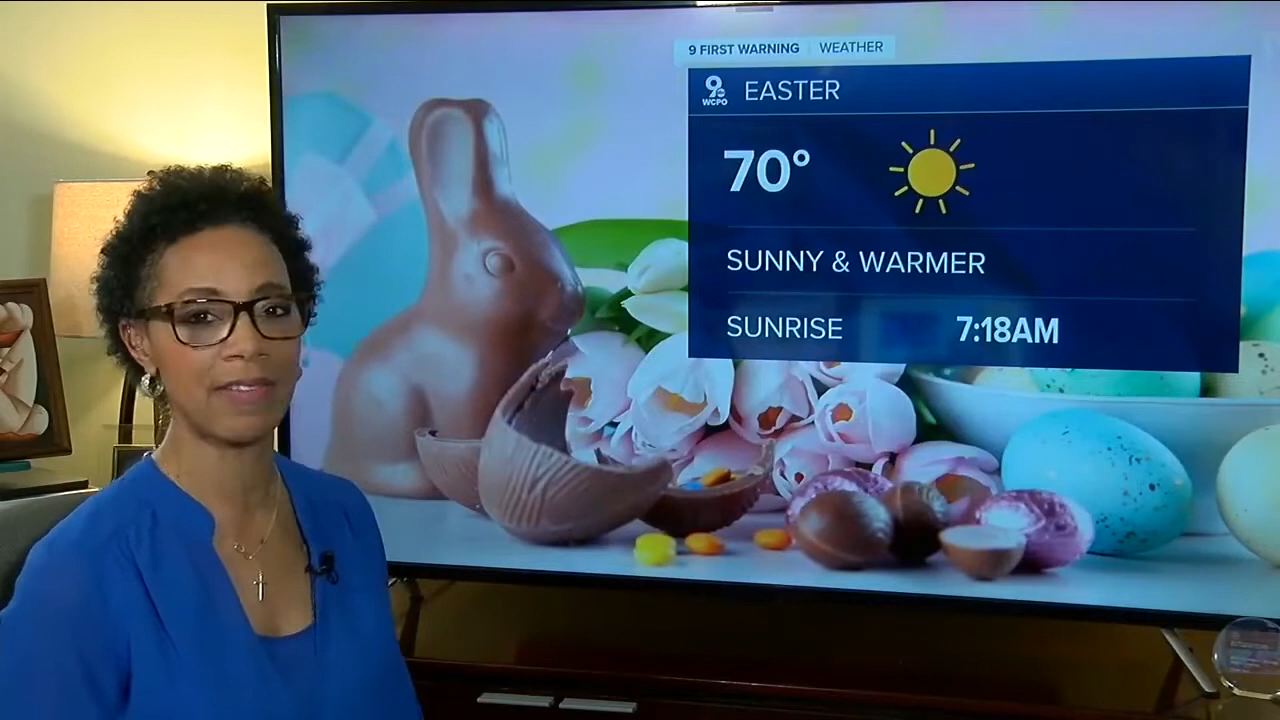 9 FIRST WARNING WEATHER
9
WCPO
EASTER
70°
SUNNY & WARMER
SUNRISE 7:18AM